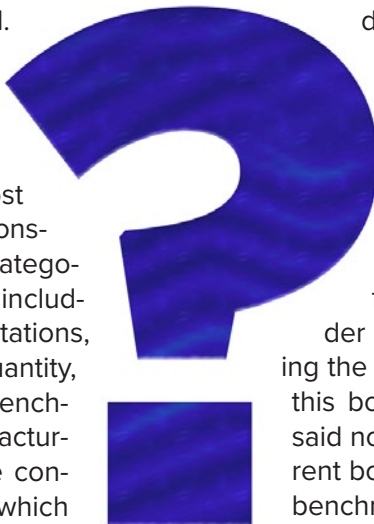 l.
ost
ons-
atego-
includ-
tations,
uantity,
ench-
actur-
e con-
which
d
der
ing the
this bo
said no
rent bo
benchm